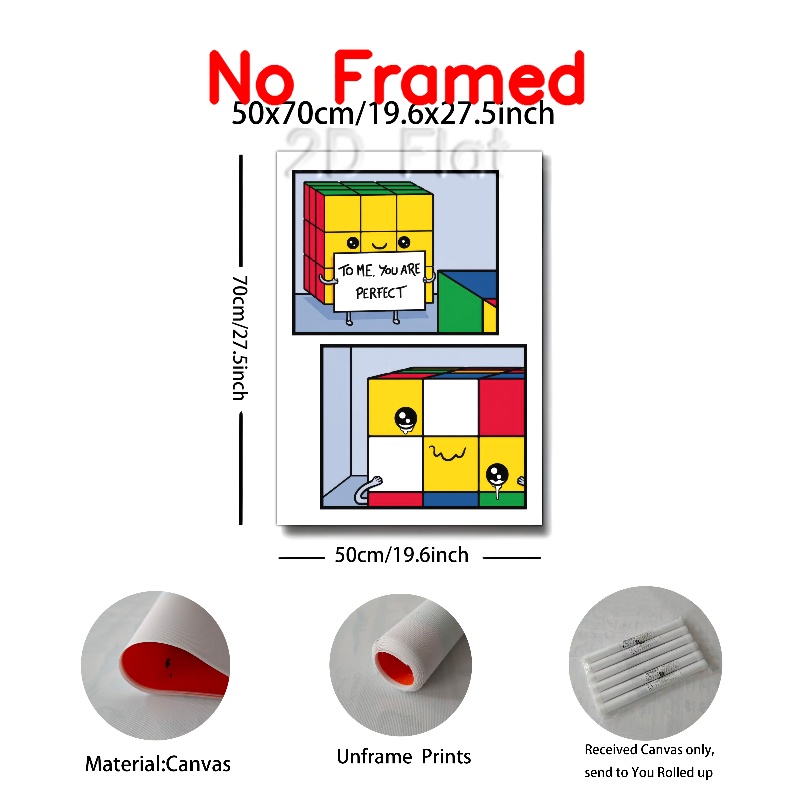 No Framed
50x70cm/19.6x27.5inch
2D Flat
TO ME, YOU ARE
PERFECT
70cm/27.5inch
50cm/19.6inch
Material:Canvas
Unframe Prints
Received Canvas only,
send to You Rolled up